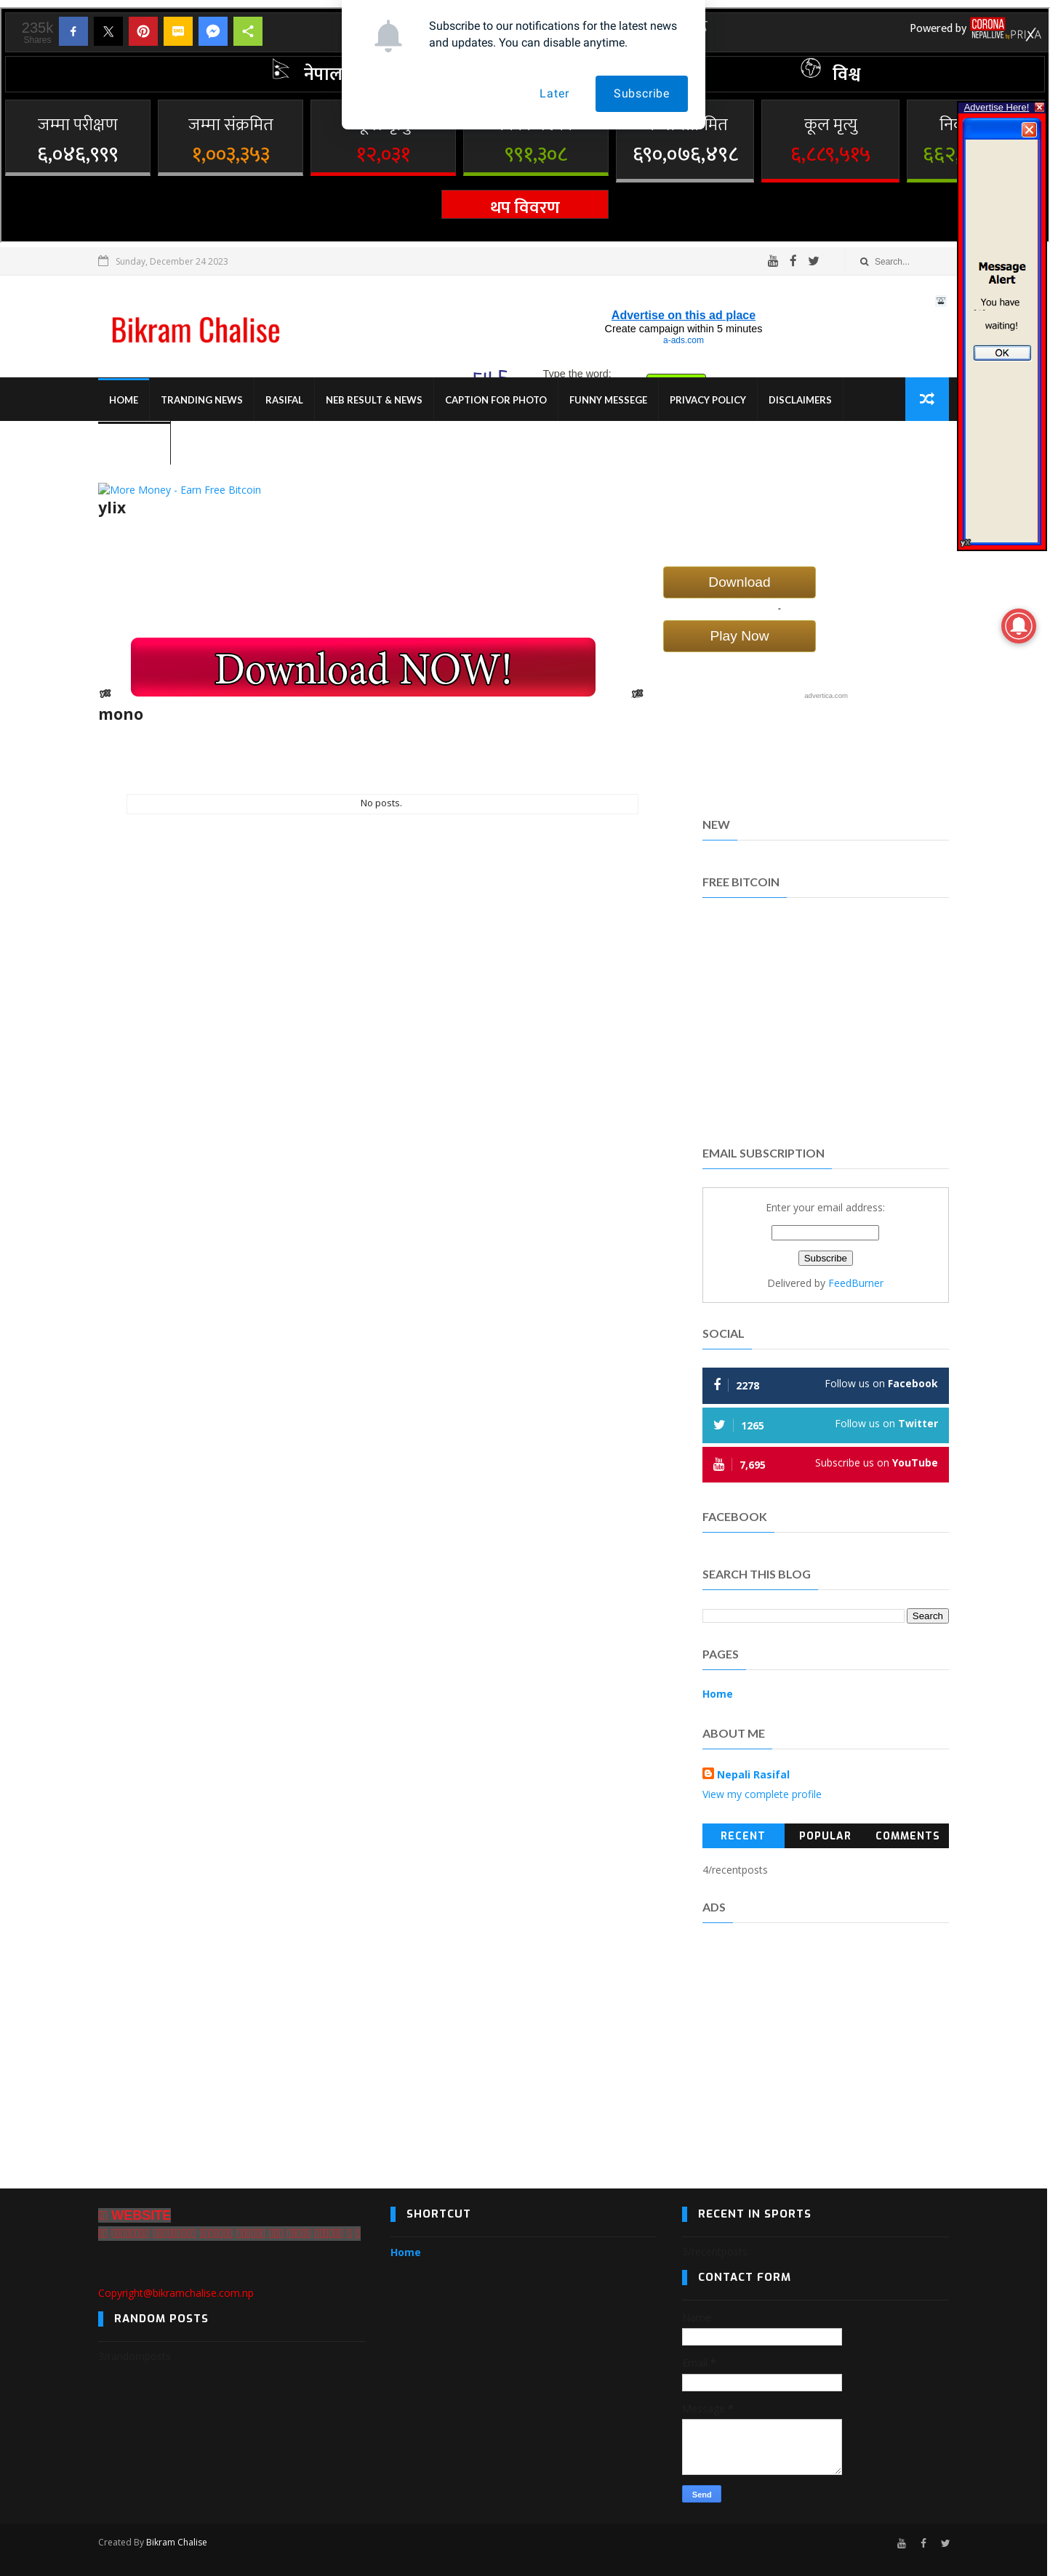 235k
Shares
Subscribe to our notifications for the latest news
and updates. You can disable anytime.
Later
Subscribe
Powered by
CORONA
NEPAL.LIVE
by PRIXA
नेपाल
विश्व
जम्मा परीक्षण
६,०४६,९९९
जम्मा संक्रमित
१,००३,३५३
१२,०३१
९९१,३०८
६९०,०७६,४९८
कूल मृत्यु
६,८८९,५१५
थप विवरण
Advertise Here!
Message
Alert
You have
waiting!
OK
Sunday, December 24 2023
Search...
Bikram Chalise
Advertise on this ad place
Create campaign within 5 minutes
a-ads.com
Type the word:
HOME
TRANDING NEWS
RASIFAL
NEB RESULT & NEWS
CAPTION FOR PHOTO
FUNNY MESSEGE
PRIVACY POLICY
DISCLAIMERS
More Money - Earn Free Bitcoin
ylix
Download
-
Play Now
Download NOW!
advertica.com
mono
No posts.
NEW
FREE BITCOIN
EMAIL SUBSCRIPTION
Enter your email address:
Subscribe
Delivered by FeedBurner
SOCIAL
2278
Follow us on Facebook
1265
Follow us on Twitter
7,695
Subscribe us on YouTube
FACEBOOK
SEARCH THIS BLOG
Search
PAGES
Home
ABOUT ME
Nepali Rasifal
View my complete profile
RECENT
POPULAR
COMMENTS
4/recentposts
ADS
WEBSITE
Copyright@bikramchalise.com.np
RANDOM POSTS
SHORTCUT
Home
RECENT IN SPORTS
CONTACT FORM
Name
Email *
Message *
Send
Created By Bikram Chalise